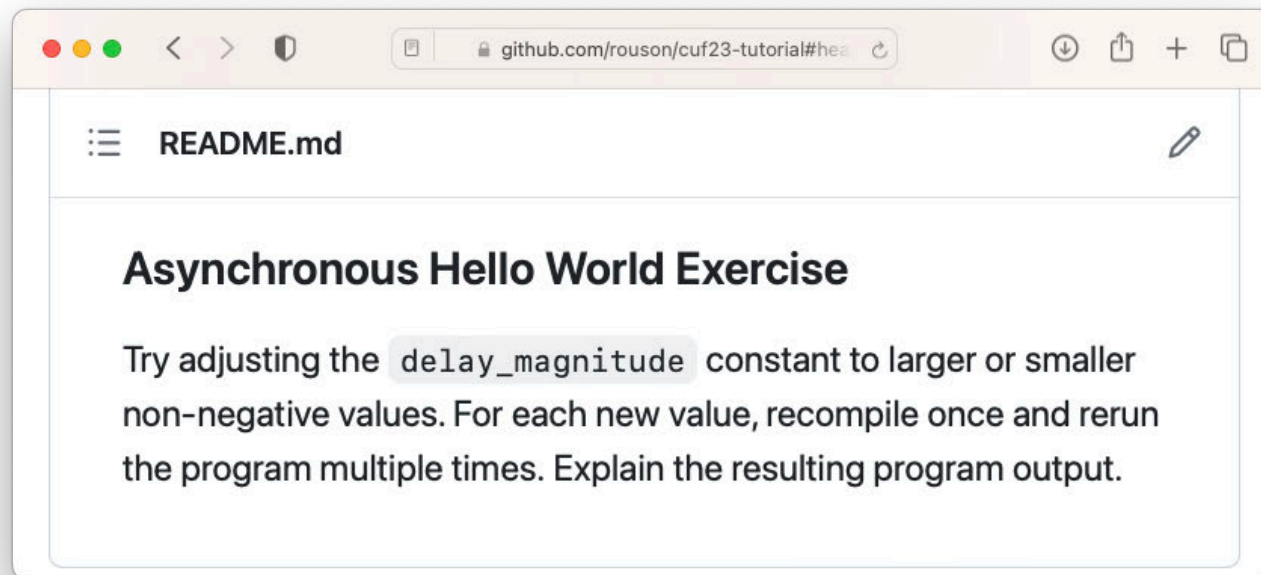 github.com/rouson/cuf23-tutorial#hea
README.md
Asynchronous Hello World Exercise
Try adjusting the delay_magnitude constant to larger or smaller
non-negative values. For each new value, recompile once and rerun
the program multiple times. Explain the resulting program output.